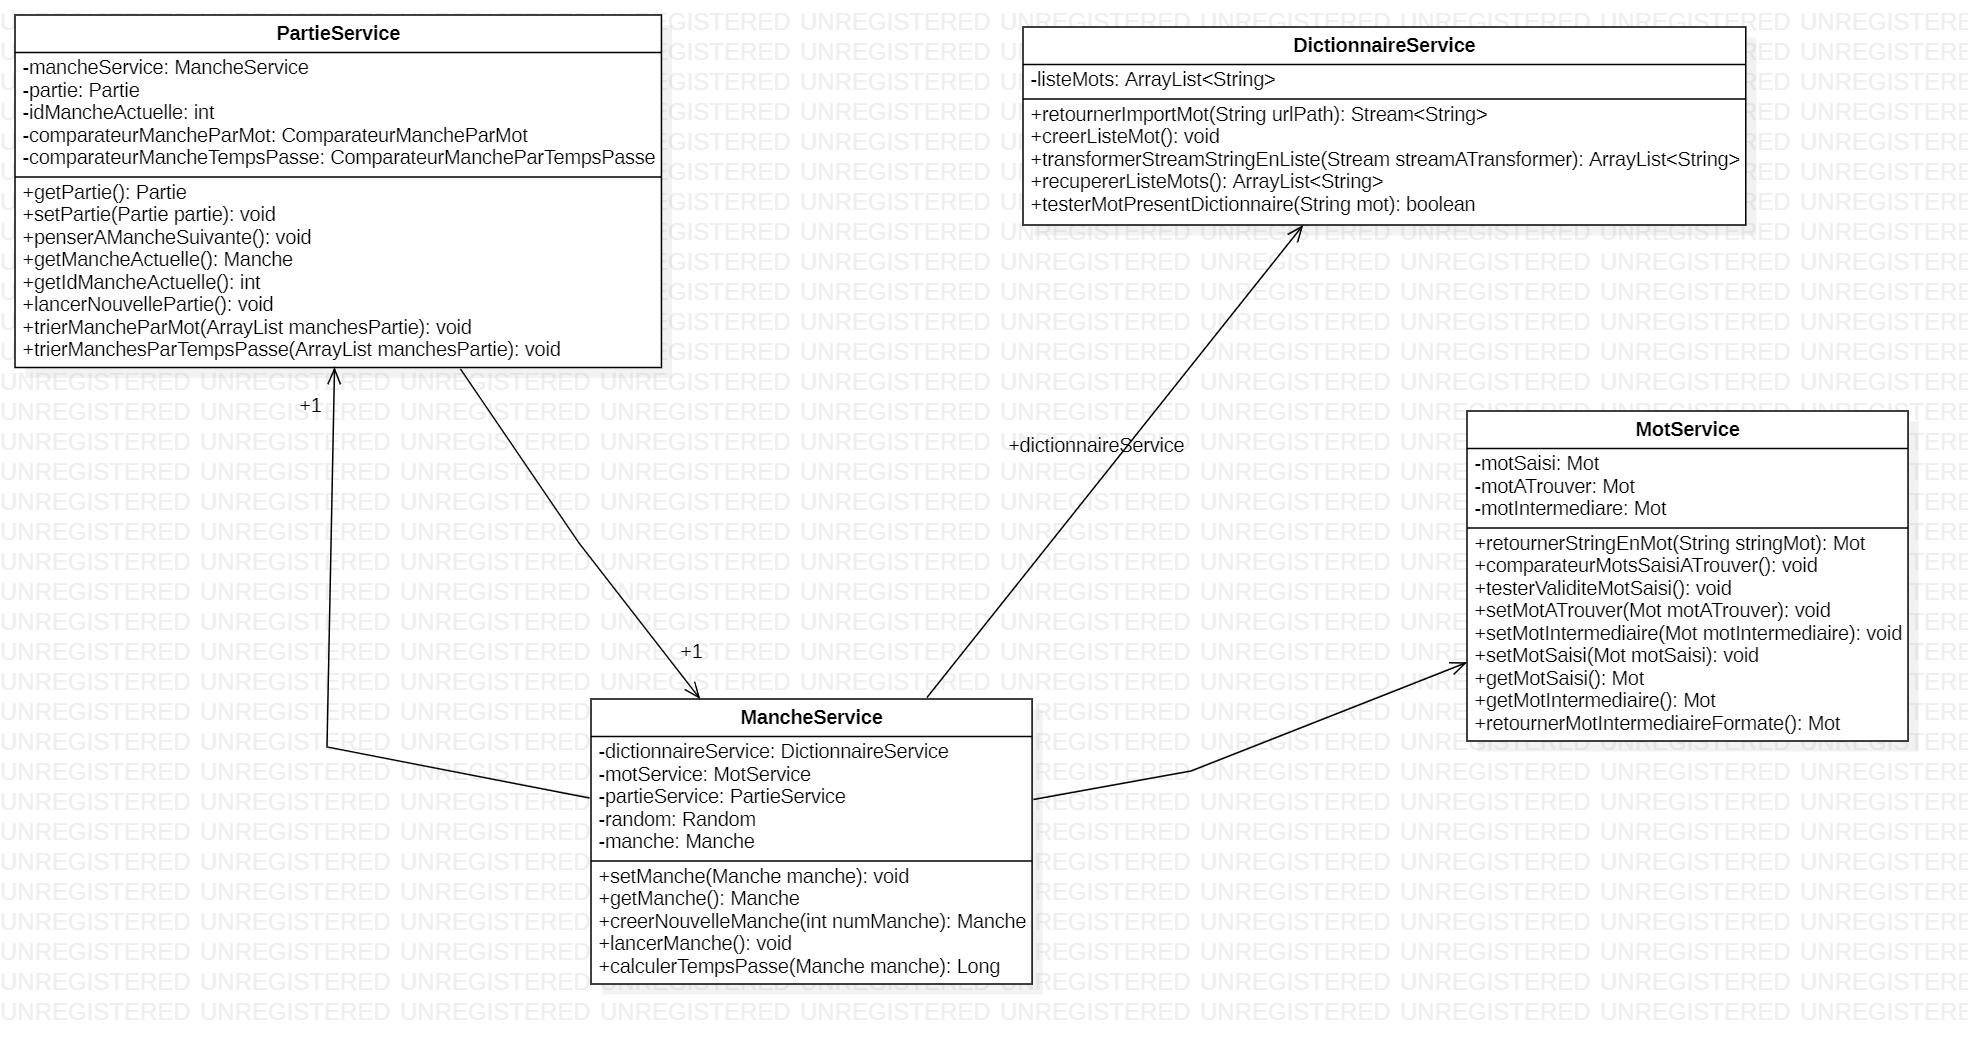 PartieService
-mancheService: MancheService
-partie: Partie
-idMancheActuelle: int
-comparateurMancheParMot: ComparateurMancheParMot
-comparateurMancheTempsPasse: ComparateurMancheParTempsPasse
+getPartie(): Partie
+setPartie(Partie partie): void
+penserAMancheSuivante(): void
+getMancheActuelle(): Manche
+getIdMancheActuelle(): int
+lancerNouvellePartie(): void
+trierMancheParMot(ArrayList manchesPartie): void
+trierManchesParTempsPasse(ArrayList manchesPartie): void
DictionnaireService
-listeMots: ArrayList<String>
+retournerImportMot(String urlPath): Stream<String>
+creerListeMot(): void
+transformerStreamStringEnListe(Stream streamATransformer): ArrayList<String>
+recupererListeMots(): ArrayList<String>
+testerMotPresentDictionnaire(String mot): boolean
+1
+dictionnaireService
+1
MotService
-motSaisi: Mot
-motATrouver: Mot
-motIntermediare: Mot
+retournerStringEnMot(String stringMot): Mot
+comparateurMotsSaisiATrouver(): void
+testerValiditeMotSaisi(): void
+setMotATrouver(Mot motATrouver): void
+setMotIntermediaire(Mot motIntermediaire): void
+setMotSaisi(Mot motSaisi): void
+getMotSaisi(): Mot
+getMotIntermediaire(): Mot
+retournerMotIntermediaireFormate(): Mot
MancheService
-dictionnaireService: DictionnaireService
-motService: MotService
-partieService: PartieService
-random: Random
-manche: Manche
+setManche(Manche manche): void
+getManche(): Manche
+creerNouvelleManche(int numManche): Manche
+lancerManche(): void
+calculerTempsPasse(Manche manche): Long
UNREGISTERED